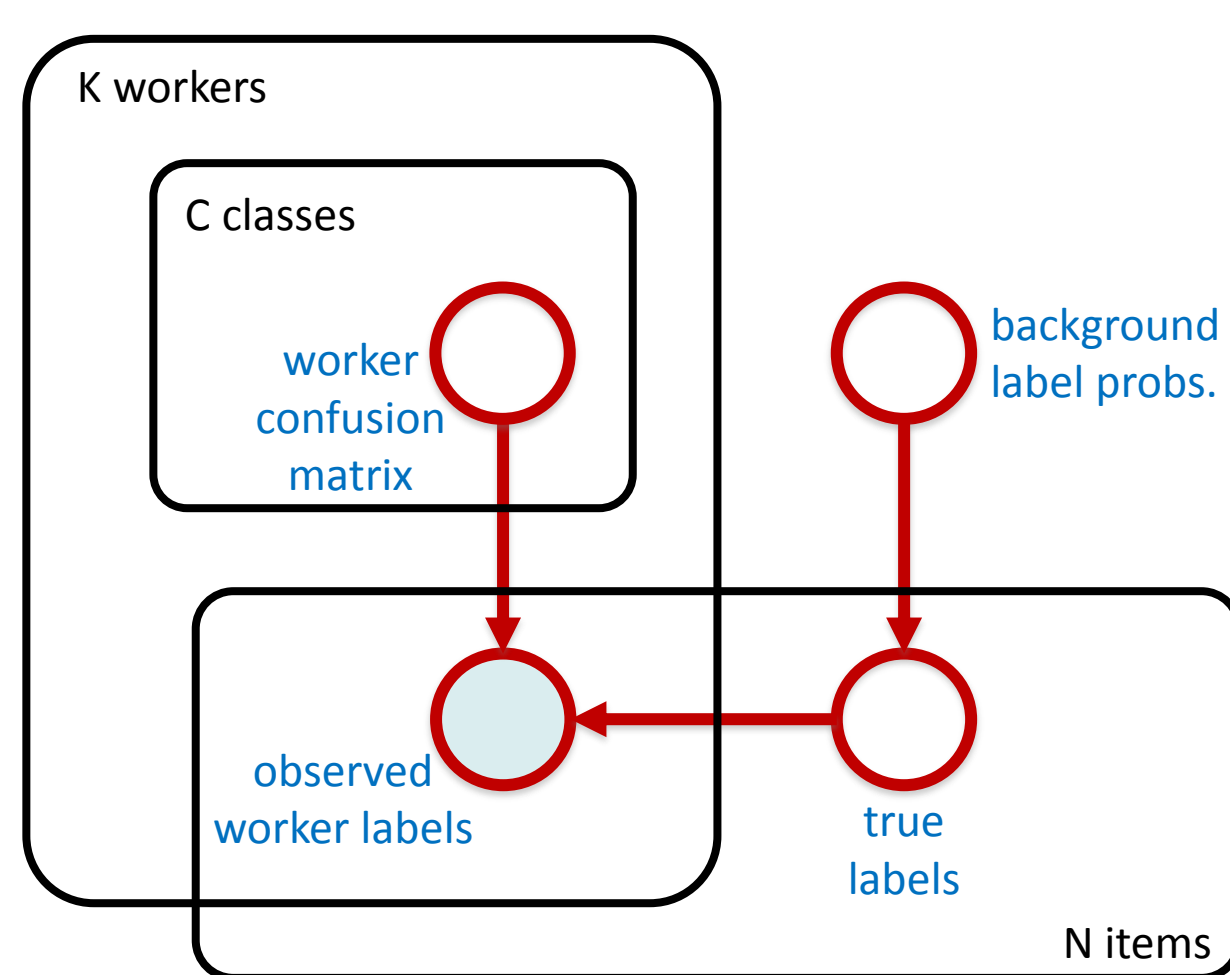 K workers
C classes
worker
confusion
matrix
background
label probs.
observed
worker labels
true
labels
N items